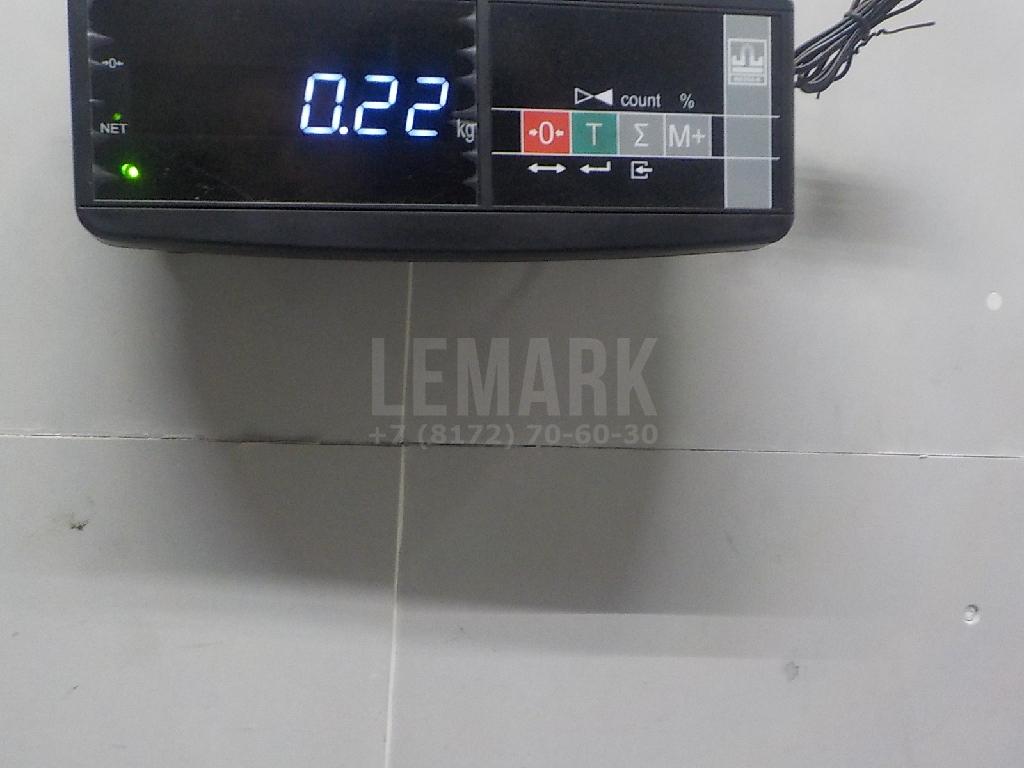 →0←
NET
0.22 kg
count %
→0← T Σ M+
LEMARK
+7 (8172) 70-60-30